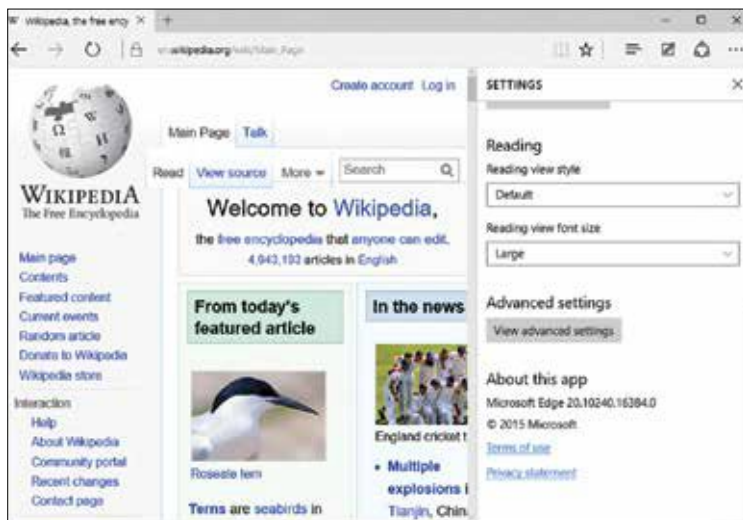 Wikipedia, the free ency
en.wikipedia.org/wiki/Main_Page
Create account Log in
Main Page Talk
Read View source More
Search
WIKIPEDIA
The Free Encyclopedia
Main page
Contents
Featured content
Current events
Random article
Donate to Wikipedia
Wikipedia store
Interaction
Help
About Wikipedia
Community portal
Recent changes
Contact page
Welcome to Wikipedia,
the free encyclopedia that anyone can edit.
4,943,193 articles in English
From today's
featured article
Roseate tern
Terns are seabirds in
In the news
England cricket t
• Multiple
explosions i
Tianjin, Chin
SETTINGS
Reading
Reading view style
Default
Reading view font size
Large
Advanced settings
View advanced settings
About this app
Microsoft Edge 20.10240.16384.0
© 2015 Microsoft
Terms of use
Privacy statement